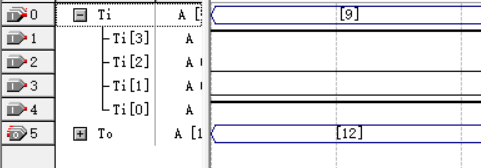 0 Ti A [ [9]
1 Ti[3] A
2 Ti[2] A
3 Ti[1] A
4 Ti[0] A
5 To A [1 [12]